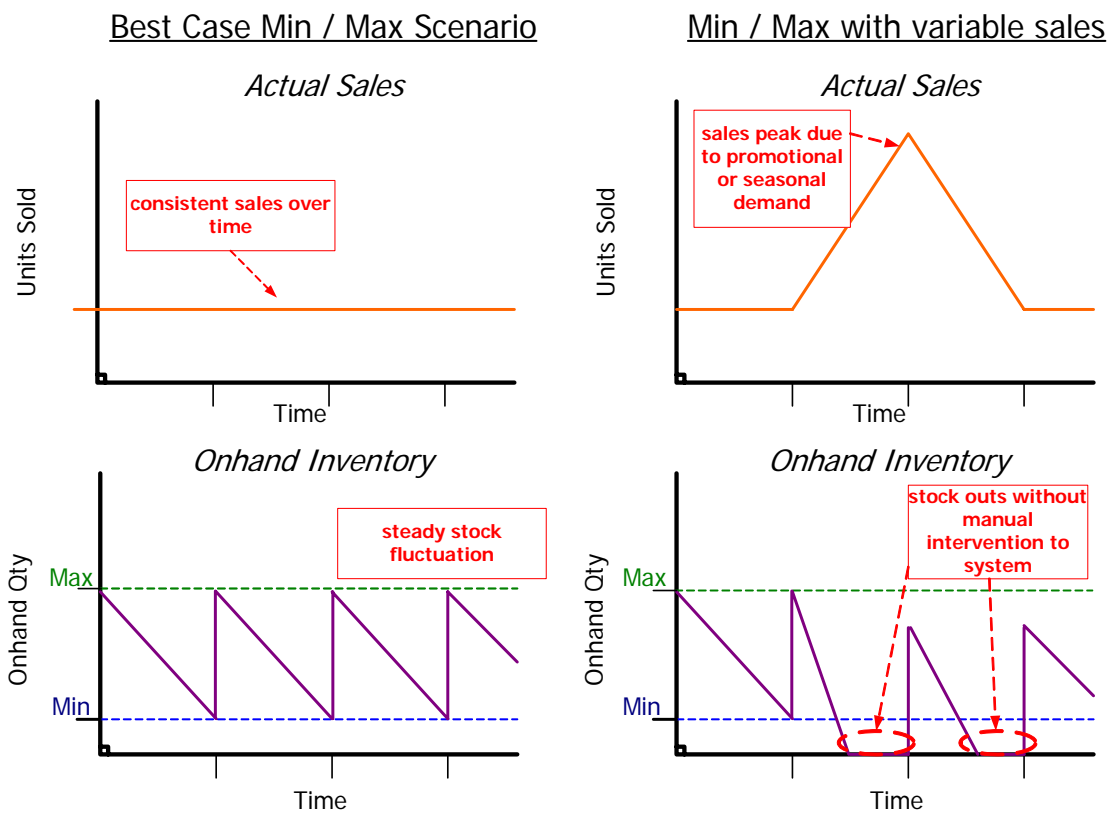 Best Case Min / Max Scenario
Actual Sales
Units Sold
consistent sales over
time
Time
Onhand Inventory
Onhand Qty
steady stock
fluctuation
Max
Min
Time
Min / Max with variable sales
Actual Sales
Units Sold
sales peak due
to promotional
or seasonal
demand
Time
Onhand Inventory
Onhand Qty
stock outs without
manual
intervention to
system
Max
Min
Time